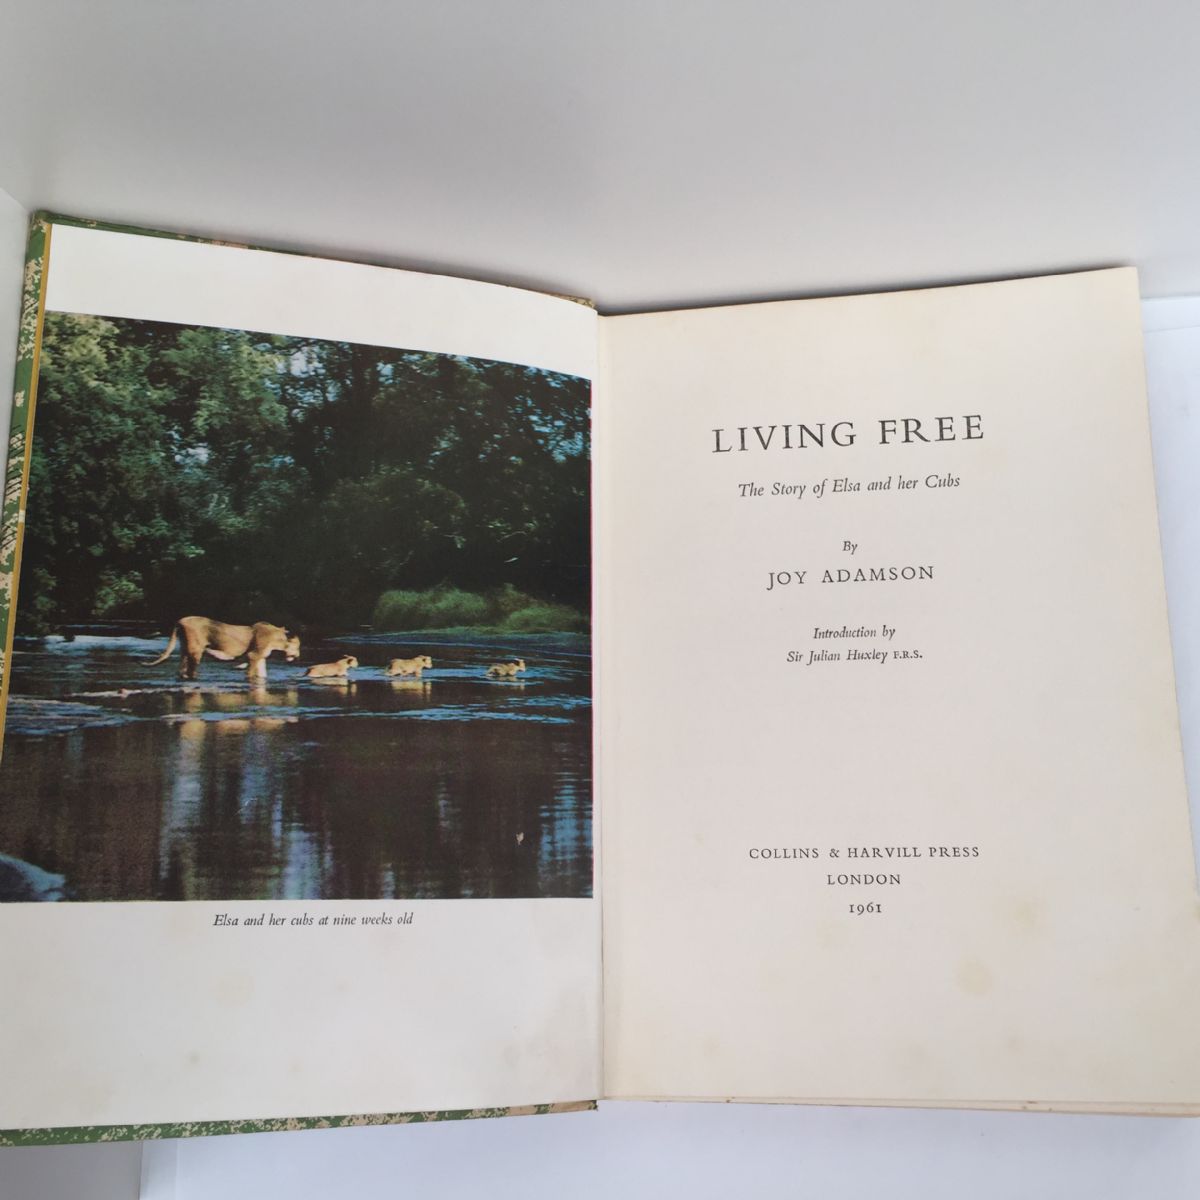 Elsa and her cubs at nine weeks old
LIVING FREE
The Story of Elsa and her Cubs
By
JOY ADAMSON
Introduction by
Sir Julian Huxley F.R.S.
COLLINS & HARVILL PRESS
LONDON
1961